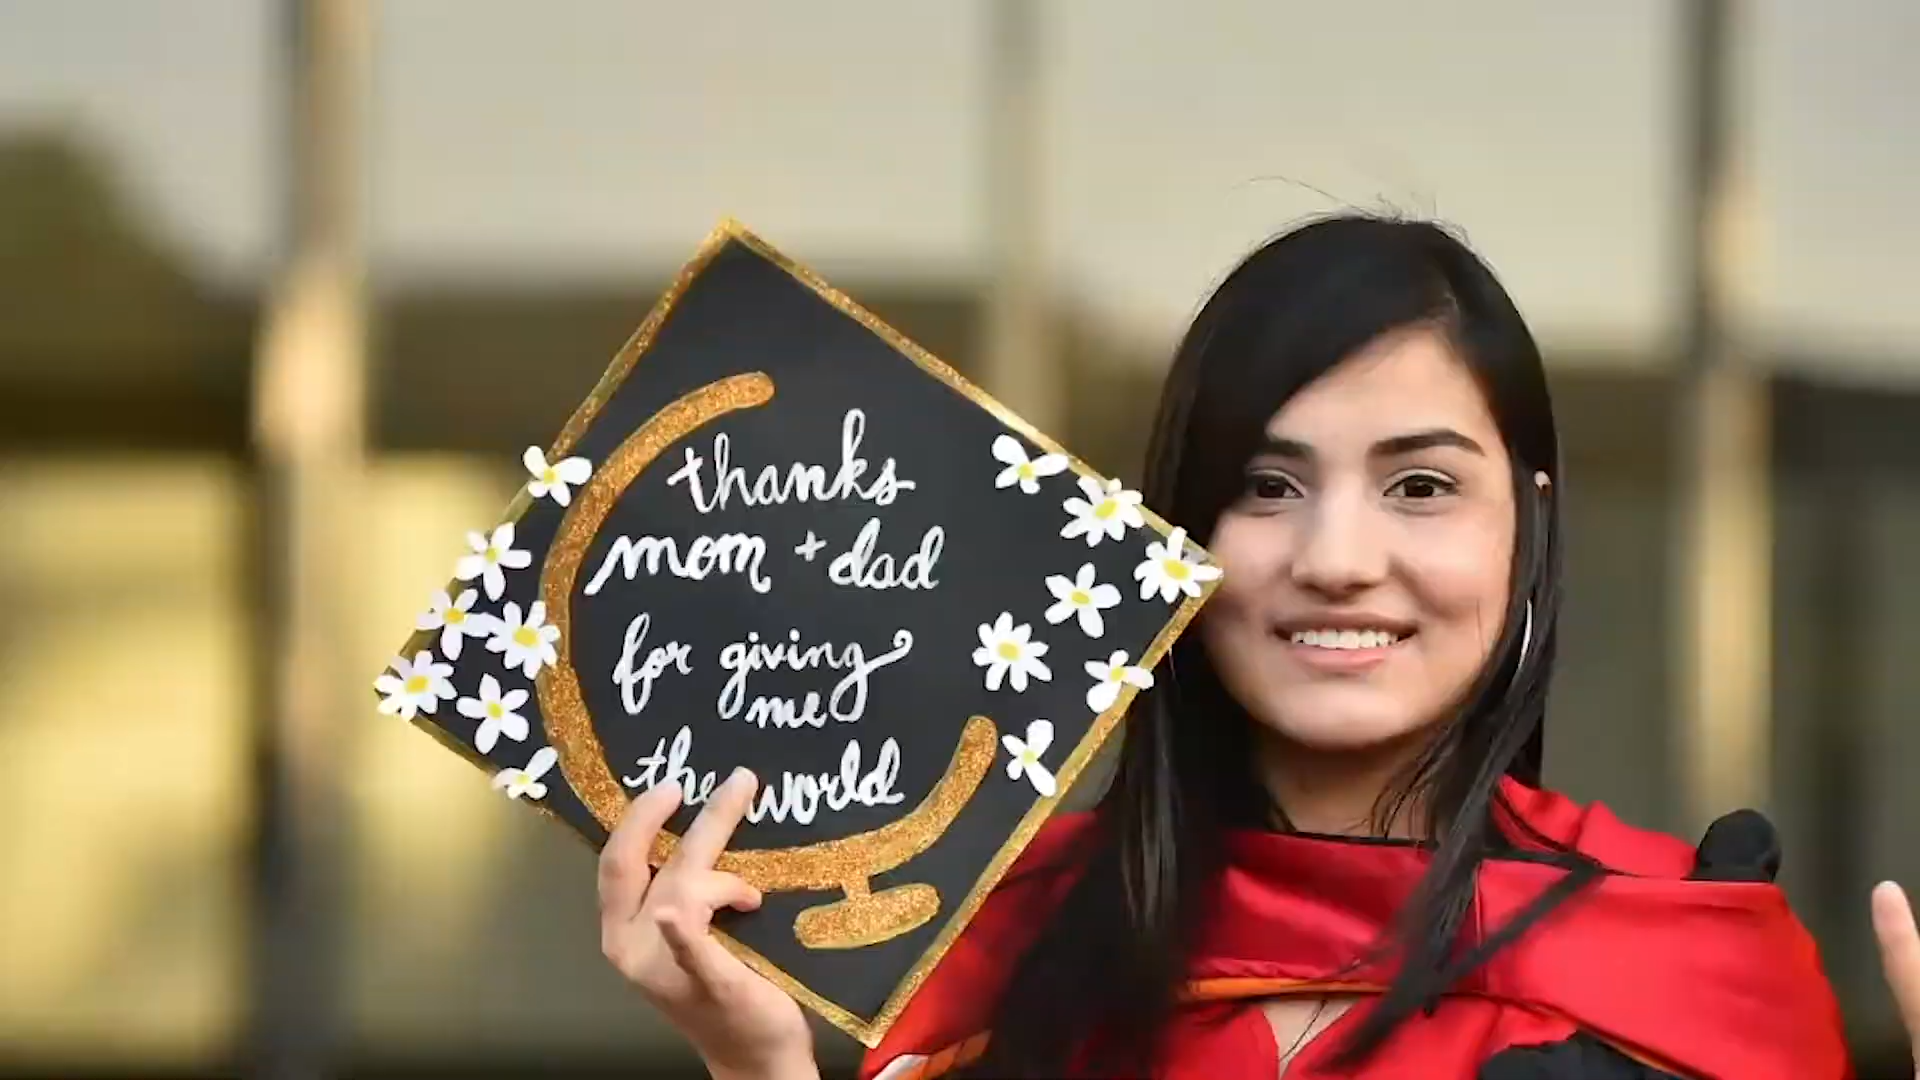 thanks
mom + dad
for giving
me
the world